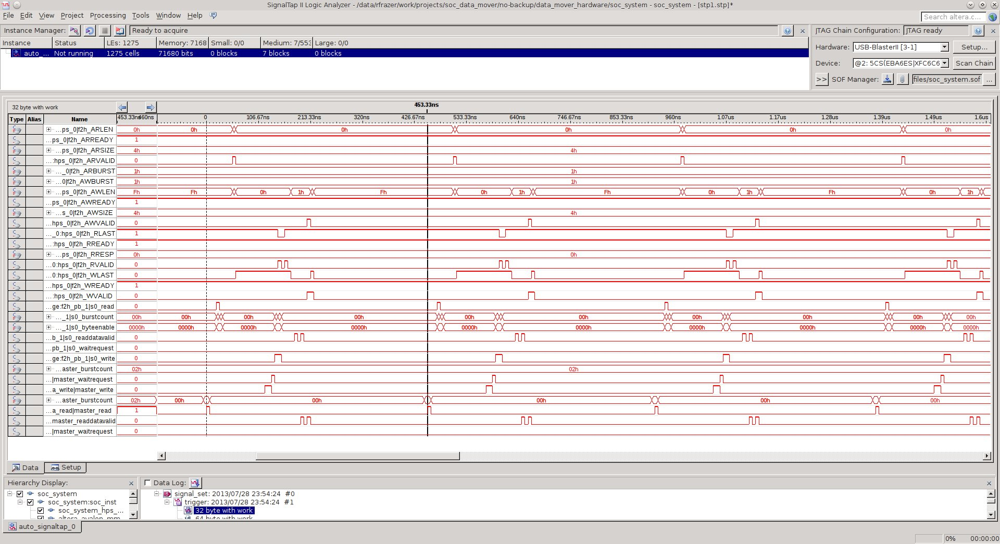 SignalTap II Logic Analyzer - /data/rfrazer/work/projects/soc_data_mover/no-backup/data_mover_hardware/soc_system - soc_system - [stp1.stp]*
File Edit View Project Processing Tools Window Help
Search altera.c...
Instance Manager: Ready to acquire
JTAG Chain Configuration: JTAG ready
Instance Status LEs: 1275 Memory: 7168 Small: 0/0 Medium: 7/553 Large: 0/0
auto_... Not running 1275 cells 71680 bits 0 blocks 7 blocks 0 blocks
Hardware: USB-BlasterII [3-1] Setup...
Device: @2: 5CS(EBA6ES|XFC6C6 Scan Chain
>> SOF Manager: files/soc_system.sof ...
453.33ns
32 byte with work
Type Alias Name 453.33ns 460ns 0 106.67ns 213.33ns 320ns 426.67ns 533.33ns 640ns 746.67ns 853.33ns 960ns 1.07us 1.17us 1.28us 1.39us 1.49us 1.6us
...ps_0|f2h_ARLEN 0h 0h 0h 0h 0h 0h
...ps_0|f2h_ARREADY 1
...ps_0|f2h_ARSIZE 4h 4h
...:hps_0|f2h_ARVALID 0
..._0|f2h_ARBURST 1h 1h
...0|f2h_AWBURST 1h 1h
...ps_0|f2h_AWLEN Fh Fh 0h 1h Fh 0h 1h Fh 0h 1h Fh 0h 1h
...ps_0|f2h_AWREADY 1
...s_0|f2h_AWSIZE 4h 4h
...hps_0|f2h_AWVALID 0
..._0:hps_0|f2h_RLAST 1
...:hps_0|f2h_RREADY 1
...ps_0|f2h_RRESP 0h 0h
...0:hps_0|f2h_RVALID 0
...0:hps_0|f2h_WLAST 0
...hps_0|f2h_WREADY 1
...:hps_0|f2h_WVALID 0
...ge:f2h_pb_1|s0_read 0
..._1|s0_burstcount 00h 00h 00h 00h 00h 00h 00h 00h 00h 00h
..._1|s0_byteenable 0000h 0000h 0000h 0000h 0000h 0000h 0000h 0000h 0000h 0000h
...b_1|s0_readdatavalid 0
...pb_1|s0_waitrequest 0
...ge:f2h_pb_1|s0_write 0
...aster_burstcount 02h 02h
...|master_waitrequest 0
...a_write|master_write 0
...aster_burstcount 02h 00h 00h 00h 00h 00h
...a_read|master_read 1
...master_readdatavalid 0
...|master_waitrequest 0
Data Setup
Hierarchy Display:
soc_system
soc_system:soc_inst
soc_system_hps_...
altera_avalon_mm
Data Log:
signal_set: 2013/07/28 23:54:24 #0
trigger: 2013/07/28 23:54:24 #1
32 byte with work
64 byte with work
auto_signaltap_0
0% 00:00:00